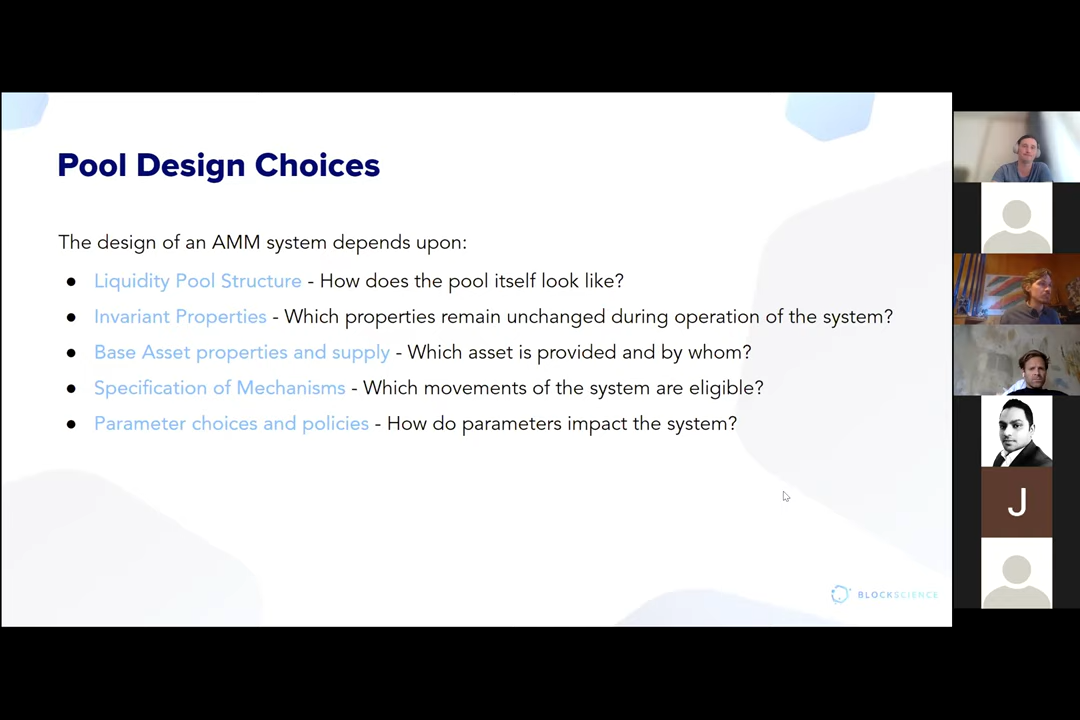 Pool Design Choices
The design of an AMM system depends upon:
● Liquidity Pool Structure - How does the pool itself look like?
● Invariant Properties - Which properties remain unchanged during operation of the system?
● Base Asset properties and supply - Which asset is provided and by whom?
● Specification of Mechanisms - Which movements of the system are eligible?
● Parameter choices and policies - How do parameters impact the system?
J
BLOCKSCIENCE